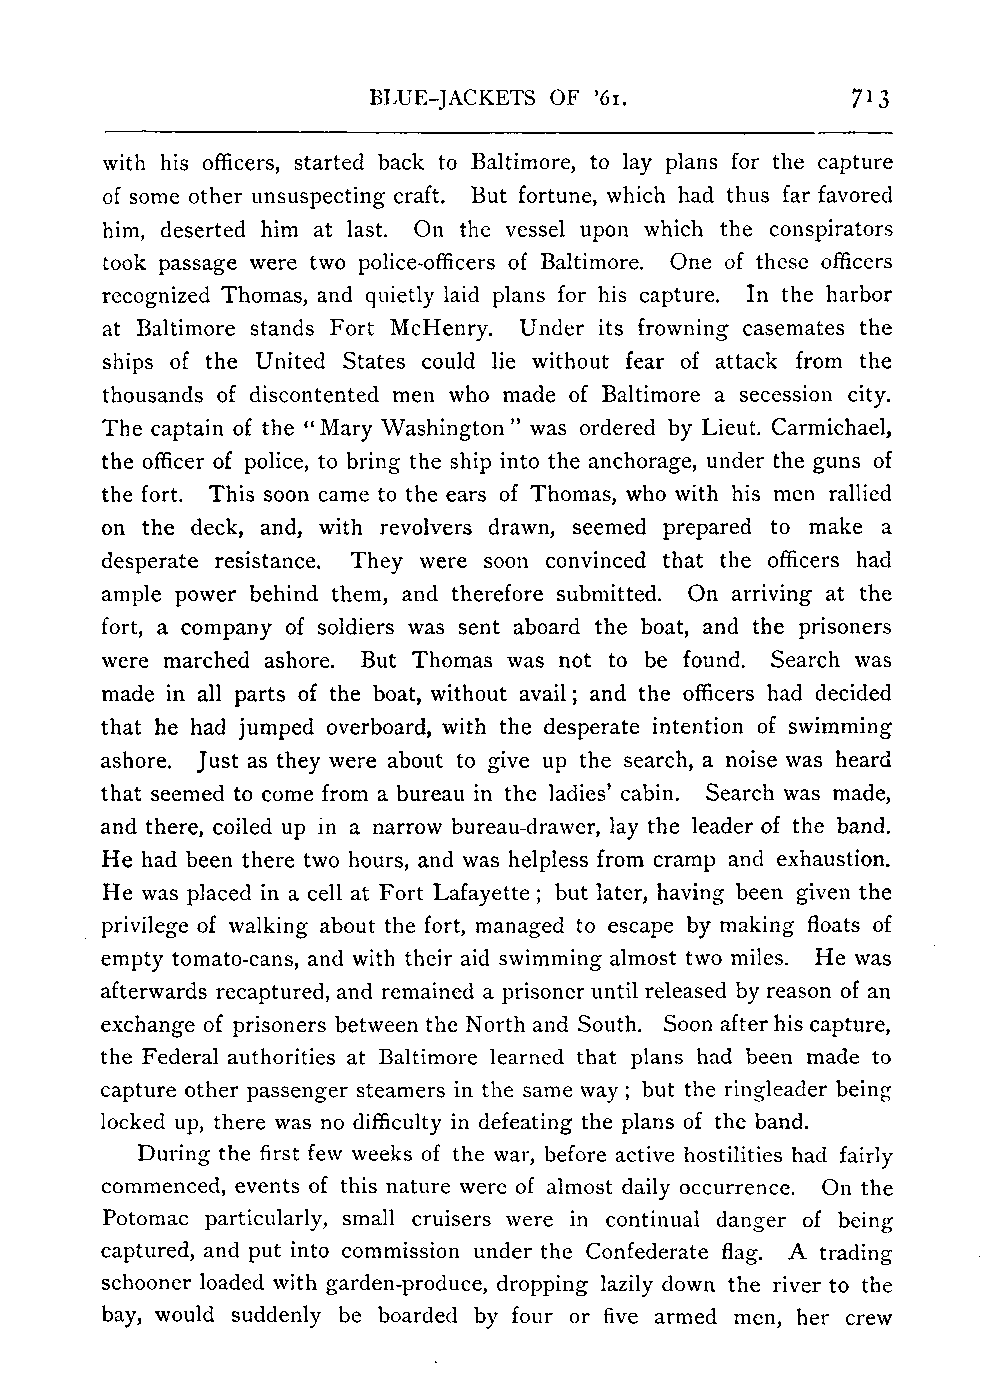 BLUE-JACKETS OF '61. 713
with his officers, started back to Baltimore, to lay plans for the capture
of some other unsuspecting craft. But fortune, which had thus far favored
him, deserted him at last. On the vessel upon which the conspirators
took passage were two police-officers of Baltimore. One of these officers
recognized Thomas, and quietly laid plans for his capture. In the harbor
at Baltimore stands Fort McHenry. Under its frowning casemates the
ships of the United States could lie without fear of attack from the
thousands of discontented men who made of Baltimore a secession city.
The captain of the "Mary Washington" was ordered by Lieut. Carmichael,
the officer of police, to bring the ship into the anchorage, under the guns of
the fort. This soon came to the ears of Thomas, who with his men rallied
on the deck, and, with revolvers drawn, seemed prepared to make a
desperate resistance. They were soon convinced that the officers had
ample power behind them, and therefore submitted. On arriving at the
fort, a company of soldiers was sent aboard the boat, and the prisoners
were marched ashore. But Thomas was not to be found. Search was
made in all parts of the boat, without avail; and the officers had decided
that he had jumped overboard, with the desperate intention of swimming
ashore. Just as they were about to give up the search, a noise was heard
that seemed to come from a bureau in the ladies' cabin. Search was made,
and there, coiled up in a narrow bureau-drawer, lay the leader of the band.
He had been there two hours, and was helpless from cramp and exhaustion.
He was placed in a cell at Fort Lafayette; but later, having been given the
privilege of walking about the fort, managed to escape by making floats of
empty tomato-cans, and with their aid swimming almost two miles. He was
afterwards recaptured, and remained a prisoner until released by reason of an
exchange of prisoners between the North and South. Soon after his capture,
the Federal authorities at Baltimore learned that plans had been made to
capture other passenger steamers in the same way; but the ringleader being
locked up, there was no difficulty in defeating the plans of the band.
During the first few weeks of the war, before active hostilities had fairly
commenced, events of this nature were of almost daily occurrence. On the
Potomac particularly, small cruisers were in continual danger of being
captured, and put into commission under the Confederate flag. A trading
schooner loaded with garden-produce, dropping lazily down the river to the
bay, would suddenly be boarded by four or five armed men, her crew